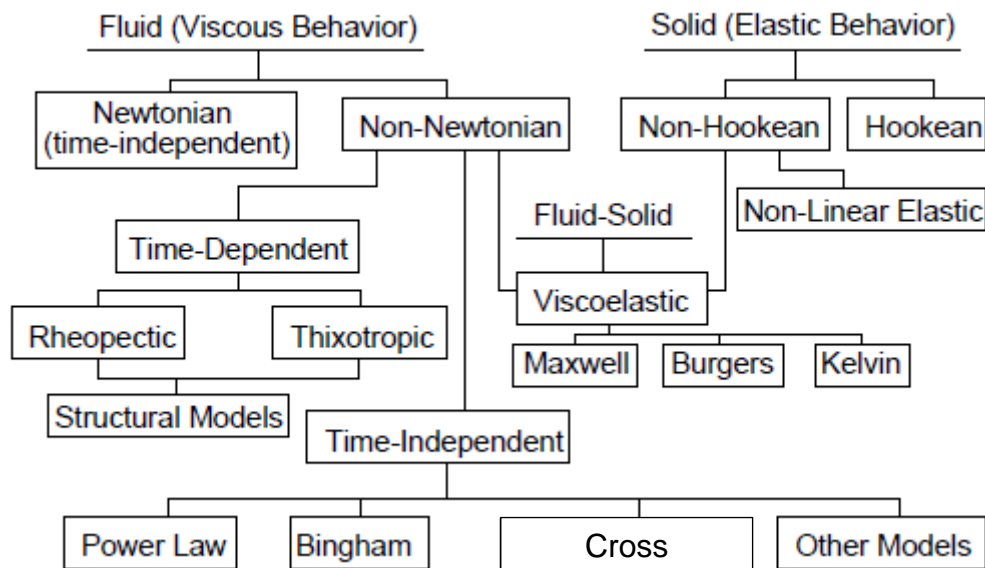 Fluid (Viscous Behavior)
Solid (Elastic Behavior)
Newtonian
(time-independent)
Non-Newtonian
Non-Hookean
Hookean
Non-Linear Elastic
Fluid-Solid
Time-Dependent
Viscoelastic
Rheopectic
Thixotropic
Maxwell
Burgers
Kelvin
Structural Models
Time-Independent
Power Law
Bingham
Cross
Other Models